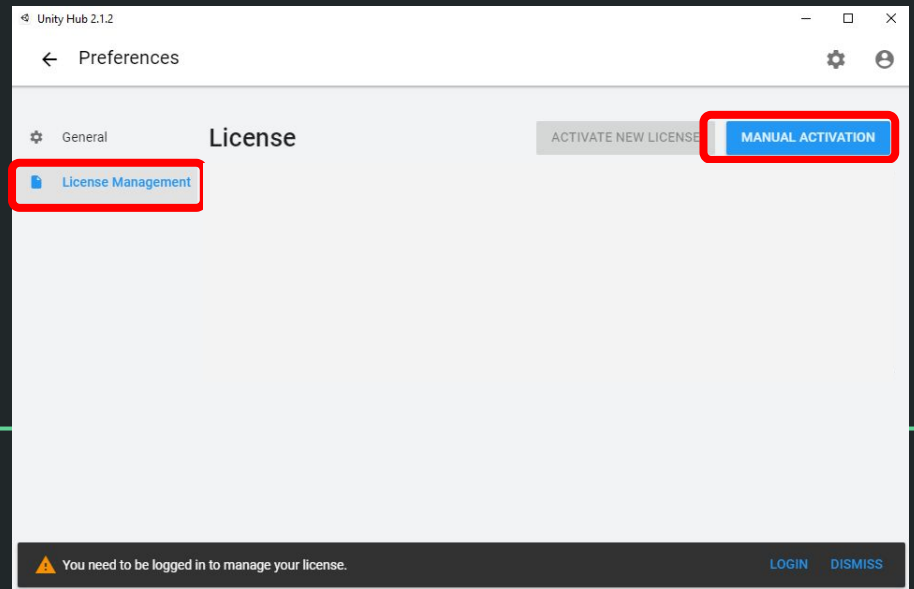 Unity Hub 2.1.2
Preferences
General
License
ACTIVATE NEW LICENSE
MANUAL ACTIVATION
License Management
You need to be logged in to manage your license.
LOGIN
DISMISS